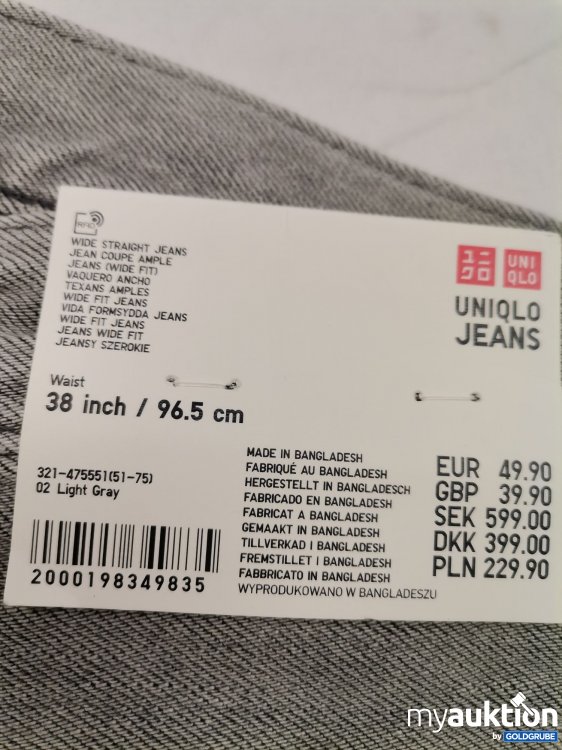 RFID
WIDE STRAIGHT JEANS
JEAN COUPE AMPLE
JEANS (WIDE FIT)
VAQUERO ANCHO
TEXANS AMPLES
WIDE FIT JEANS
VIDA FORMSYDDA JEANS
WIDE FIT JEANS
JEANS WIDE FIT
JEANSY SZEROKIE
ユニ
クロ
UNI
QLO
UNIQLO
JEANS
Waist
38 inch / 96.5 cm
321-475551(51-75)
02 Light Gray
2000198349835
MADE IN BANGLADESH
FABRIQUÉ AU BANGLADESH
HERGESTELLT IN BANGLADESCH
FABRICADO EN BANGLADESH
FABRICAT A BANGLADESH
GEMAAKT IN BANGLADESH
TILLVERKAD I BANGLADESH
FREMSTILLET I BANGLADESH
FABBRICATO IN BANGLADESH
WYPRODUKOWANO W BANGLADESZU
EUR 49.90
GBP 39.90
SEK 599.00
DKK 399.00
PLN 229.90
myauktion
by GOLDGRUBE